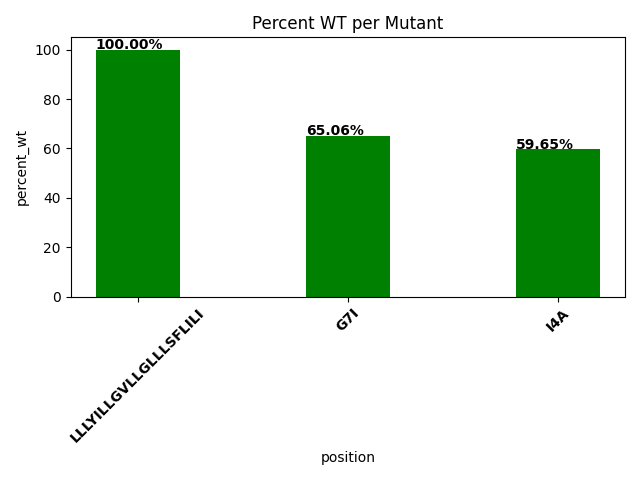 Percent WT per Mutant
percent_wt
100
80
60
40
20
0
100.00%
65.06%
59.65%
LLLYILLGVLLGLLLSFLILI
G7I
I4A
position